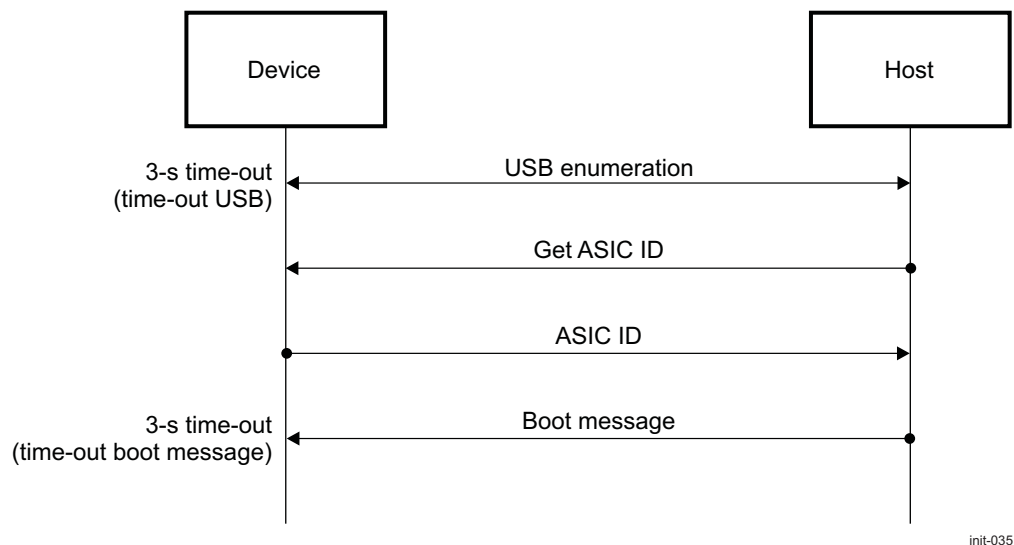 Device
Host
3-s time-out
(time-out USB)
USB enumeration
Get ASIC ID
ASIC ID
3-s time-out
(time-out boot message)
Boot message
init-035